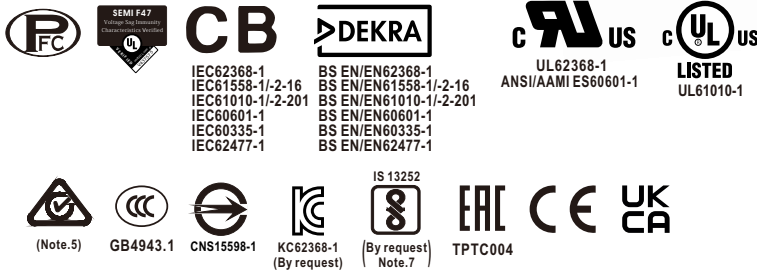 PFC
SEMI F47
Voltage Sag Immunity
Characteristics Verified
UL
CB
IEC62368-1
IEC61558-1/-2-16
IEC61010-1/-2-201
IEC60601-1
IEC60335-1
IEC62477-1
DEKRA
BS EN/EN62368-1
BS EN/EN61558-1/-2-16
BS EN/EN61010-1/-2-201
BS EN/EN60601-1
BS EN/EN60335-1
BS EN/EN62477-1
c RU US
UL62368-1
ANSI/AAMI ES60601-1
c UL US
LISTED
UL61010-1
(Note.5)
CCC
GB4943.1
CNS15598-1
KC
KC62368-1
(By request)
IS 13252
(By request)
Note.7
EAC
TPTC004
CE
UK
CA